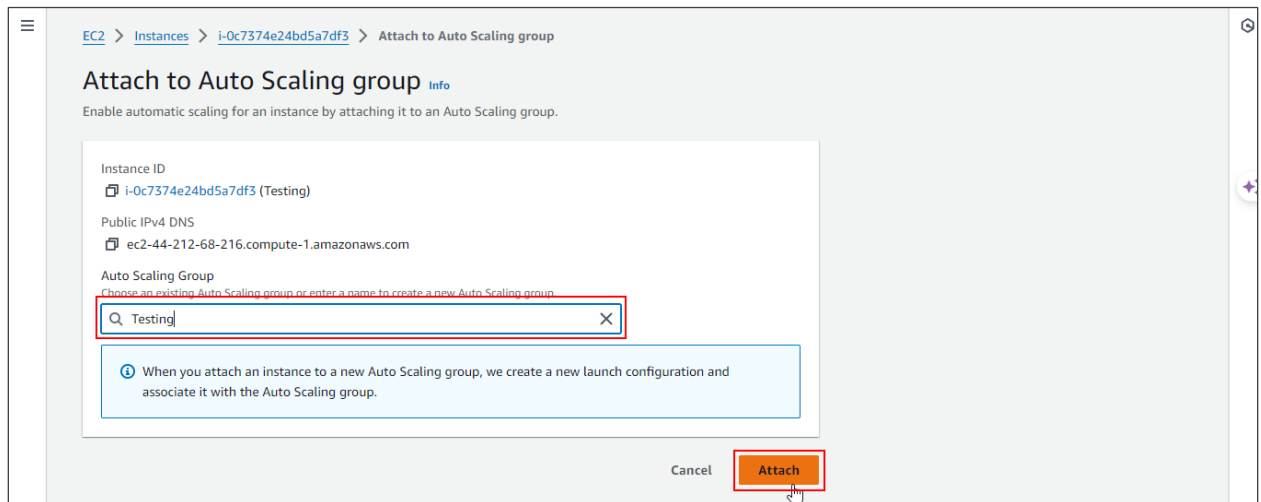 EC2 > Instances > i-0c7374e24bd5a7df3 > Attach to Auto Scaling group
Attach to Auto Scaling group Info
Enable automatic scaling for an instance by attaching it to an Auto Scaling group.
Instance ID
i-0c7374e24bd5a7df3 (Testing)
Public IPv4 DNS
ec2-44-212-68-216.compute-1.amazonaws.com
Auto Scaling Group
Choose an existing Auto Scaling group or enter a name to create a new Auto Scaling group.
Testing
When you attach an instance to a new Auto Scaling group, we create a new launch configuration and
associate it with the Auto Scaling group.
Cancel Attach